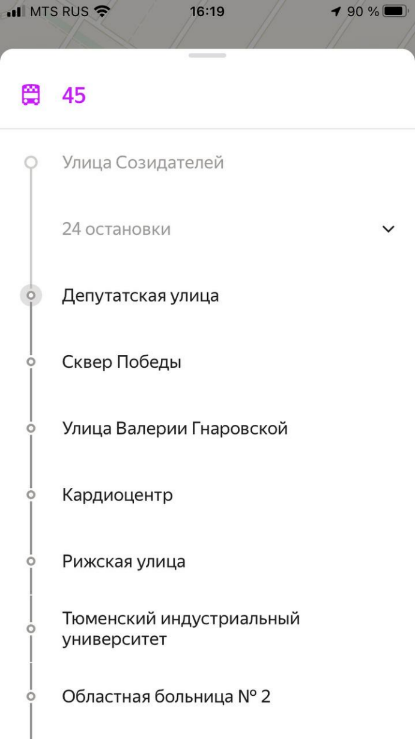 MTS RUS 16:19 90 %
45
Улица Созидателей
24 остановки
Депутатская улица
Сквер Победы
Улица Валерии Гнаровской
Кардиоцентр
Рижская улица
Тюменский индустриальный
университет
Областная больница № 2